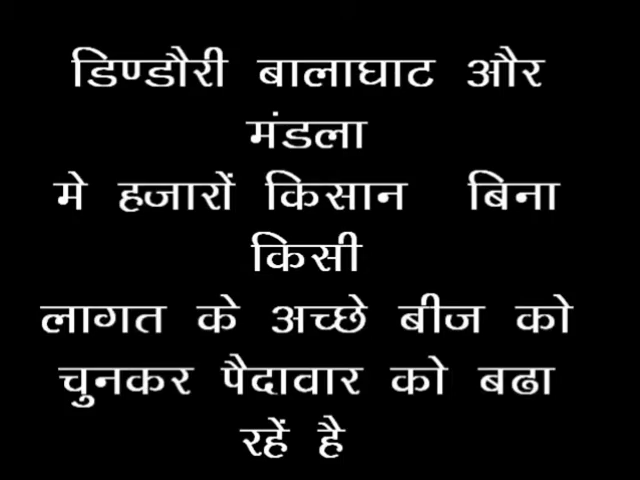 डिण्डौरी बालाघाट और
मंडला
मे हजारों किसान बिना
किसी
लागत के अच्छे बीज को
चुनकर पैदावार को बढा
रहें है